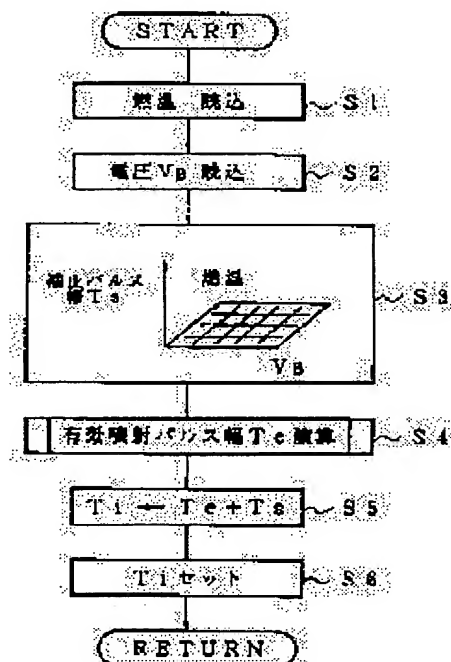 START
燃温 読込
S1
電圧VB 読込
S2
補正パルス
幅Ts
燃温
VB
S3
有効噴射パルス幅Te演算
S4
Ti ← Te+Ts
S5
Tiセット
S6
RETURN